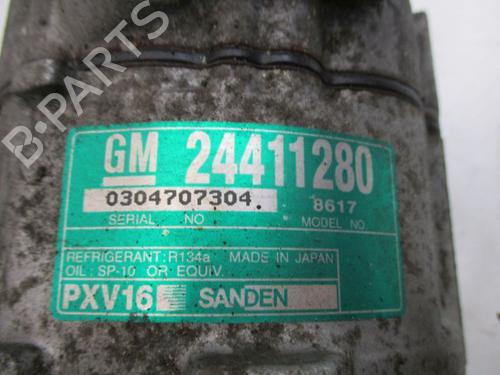 B-PARTS
GM 24411280
0304707304. 8617
SERIAL NO MODEL NO.
REFRIGERANT:R134a MADE IN JAPAN
OIL: SP-10 OR EQUIV.
PXV16 SANDEN